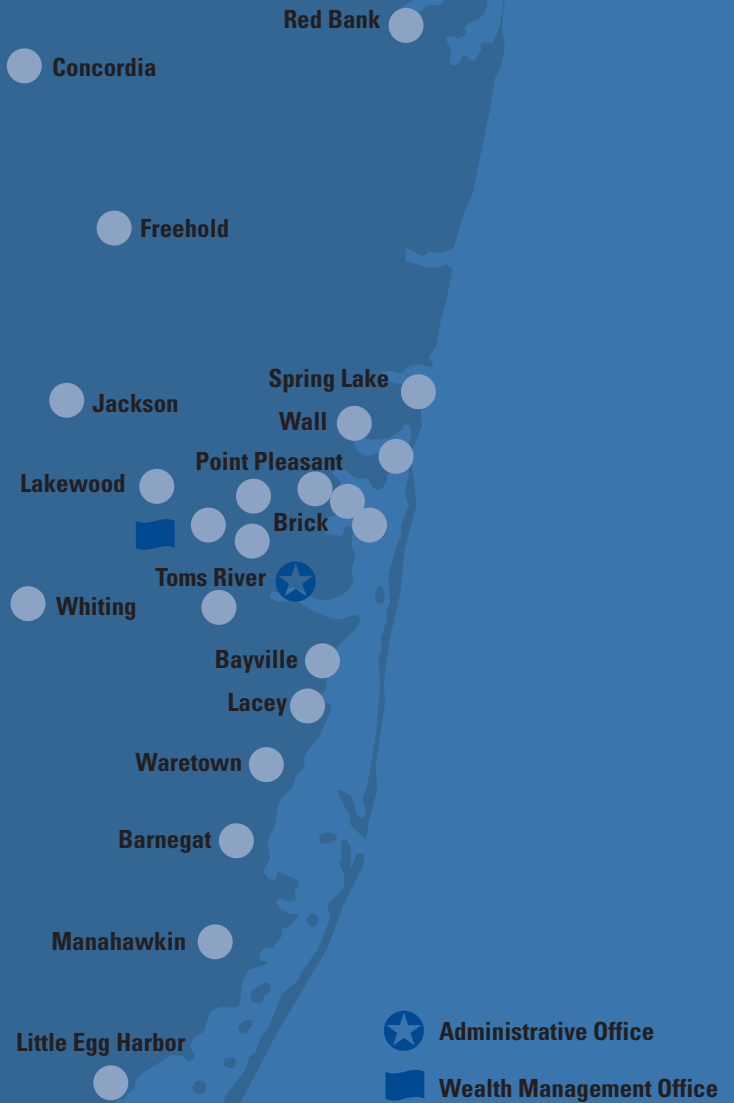 Red Bank
Concordia
Freehold
Spring Lake
Jackson
Wall
Point Pleasant
Lakewood
Brick
Toms River
Whiting
Bayville
Lacey
Waretown
Barnegat
Manahawkin
Administrative Office
Little Egg Harbor
Wealth Management Office